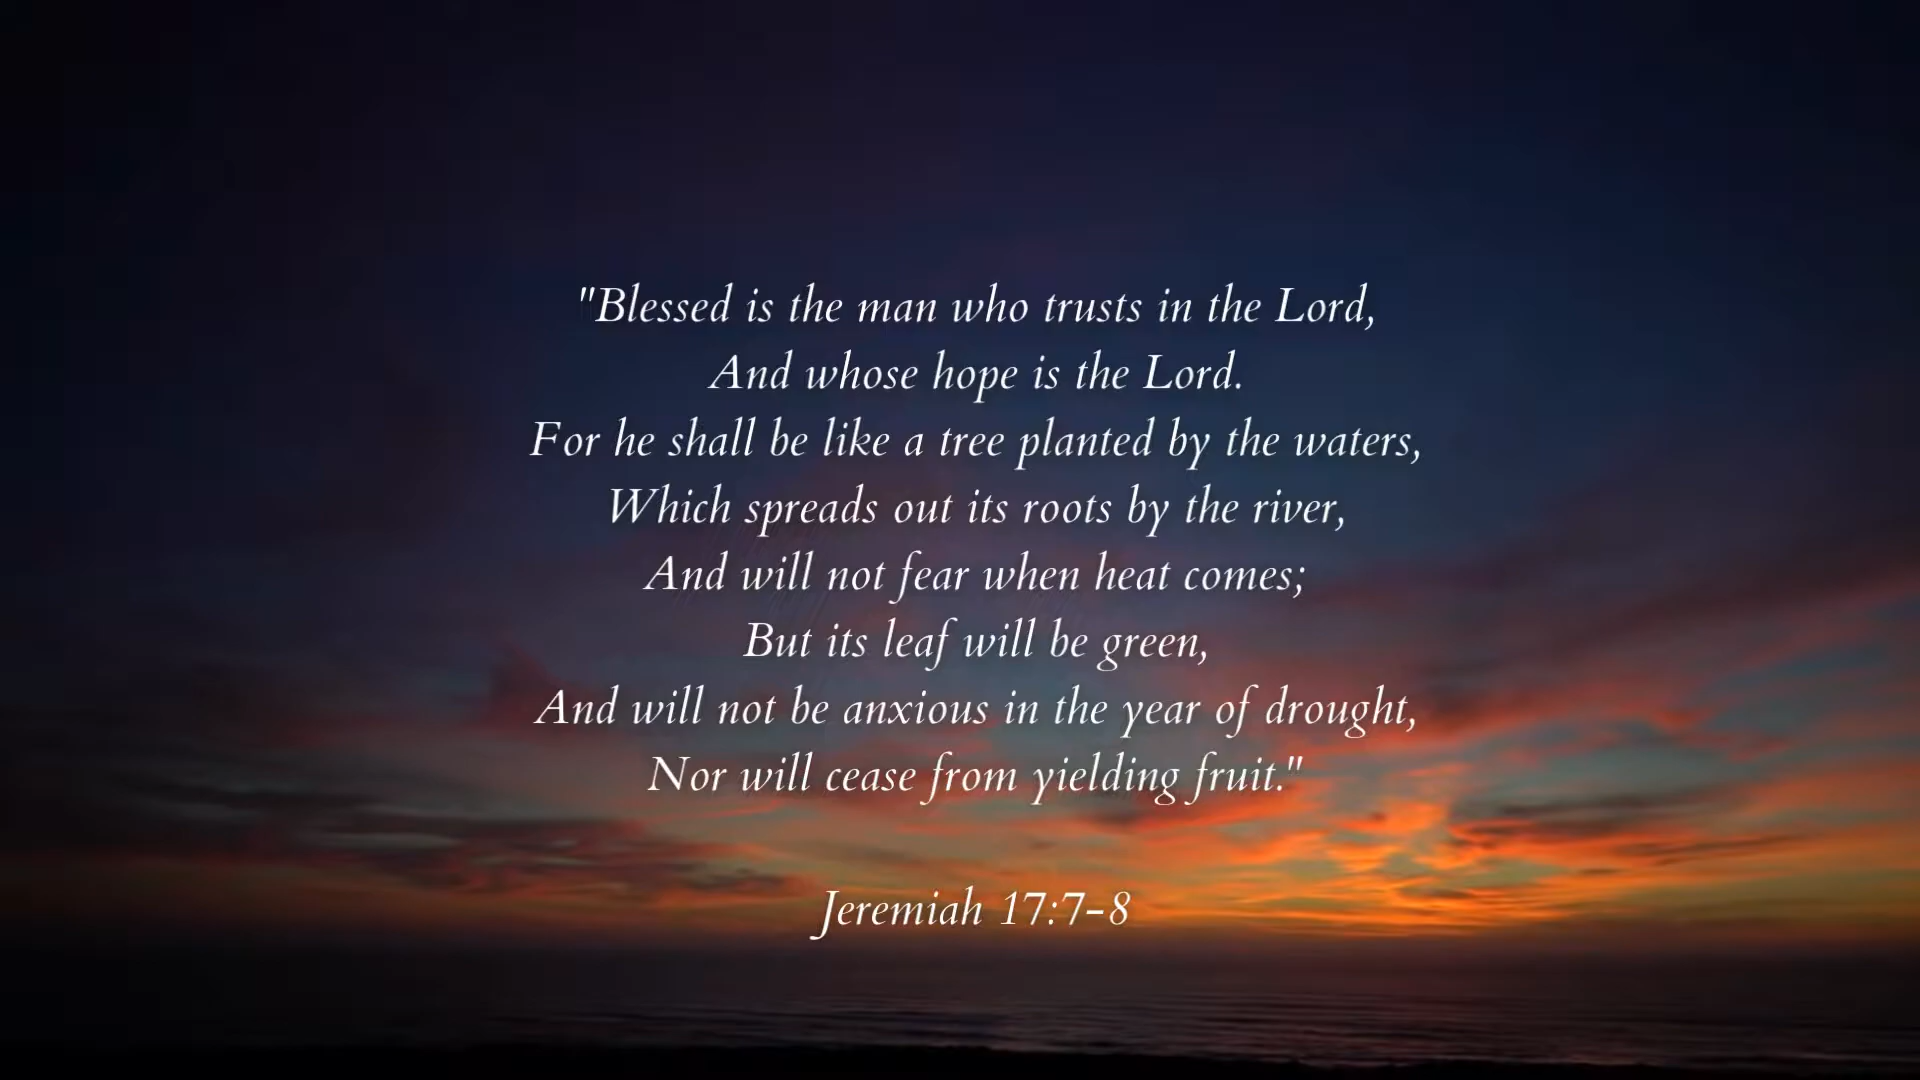 "Blessed is the man who trusts in the Lord,
And whose hope is the Lord.
For he shall be like a tree planted by the waters,
Which spreads out its roots by the river,
And will not fear when heat comes;
But its leaf will be green,
And will not be anxious in the year of drought,
Nor will cease from yielding fruit."
Jeremiah 17:7-8